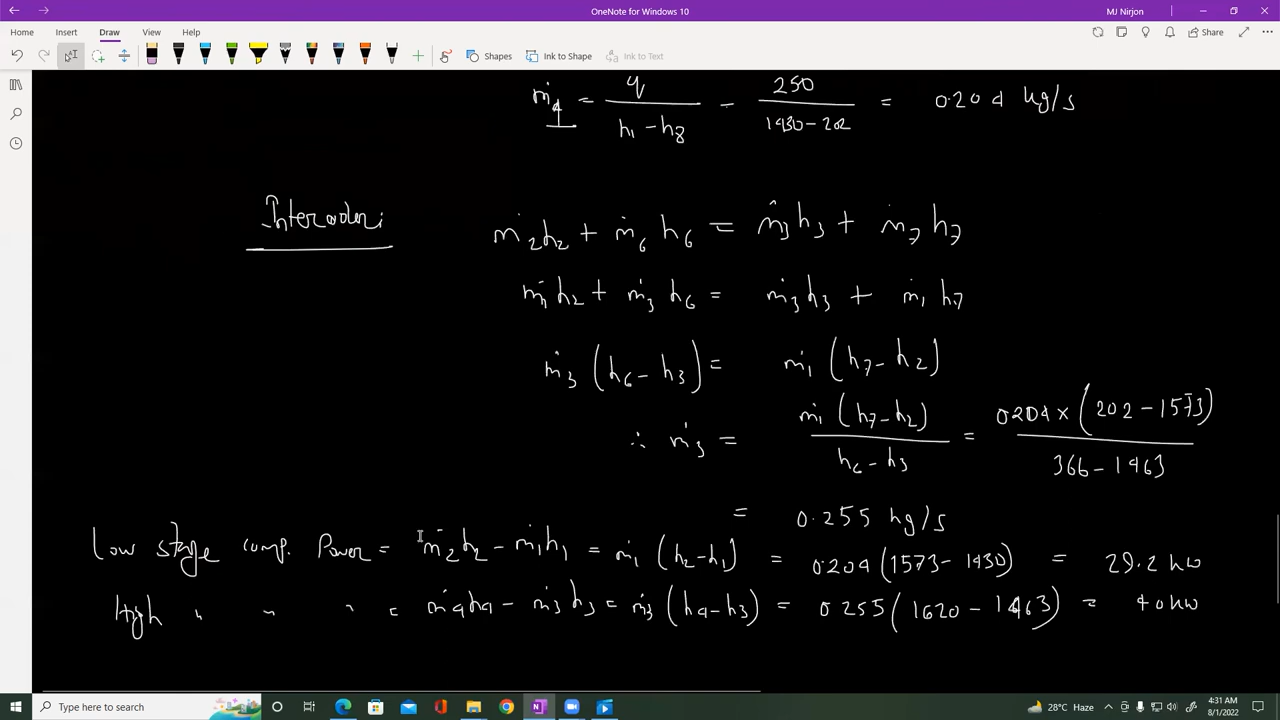 OneNote for Windows 10
MJ Nirjon
Home Insert Draw View Help
Share
Shapes Ink to Shape Ink to Text
ṁ₁ = q / (h₁ - h₈) = 250 / (1430 - 202) = 0.204 kg/s
Intercooler:
ṁ₂h₂ + ṁ₆h₆ = ṁ₃h₃ + ṁ₇h₇
ṁ₁h₂ + ṁ₃h₆ = ṁ₃h₃ + ṁ₁h₇
ṁ₃(h₆ - h₃) = ṁ₁(h₇ - h₂)
∴ ṁ₃ = ṁ₁(h₇ - h₂) / (h₆ - h₃) = 0.204 × (202 - 1573) / (366 - 1463)
= 0.255 kg/s
Low stage comp. Power = ṁ₂h₂ - ṁ₁h₁ = ṁ₁(h₂-h₁) = 0.204(1573 - 1430) = 29.2 kW
High " " " = ṁ₄h₄ - ṁ₃h₃ = ṁ₃(h₄-h₃) = 0.255(1620 - 1463) = 40 kW
Type here to search
28°C Haze
4:31 AM
8/1/2022